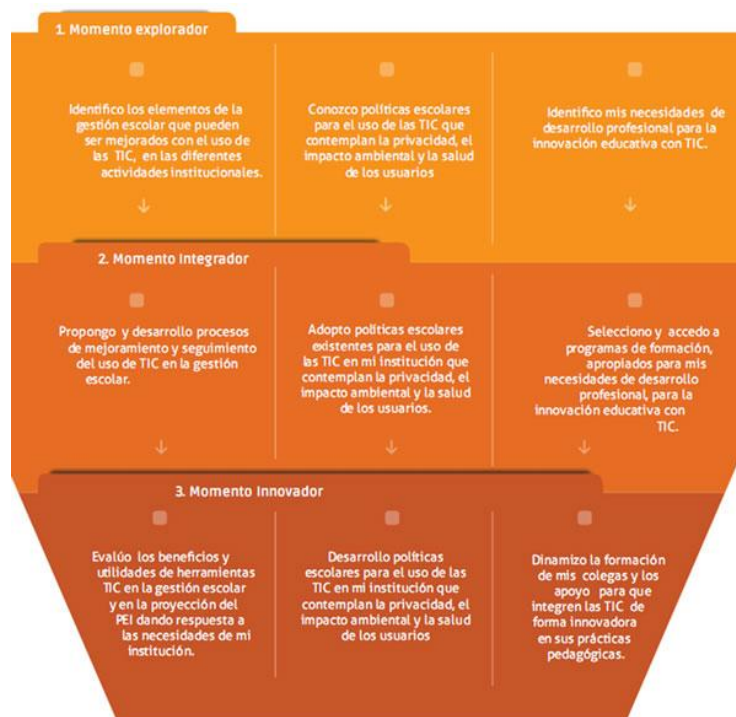 1. Momento explorador
Identifico los elementos de la
gestión escolar que pueden
ser mejorados con el uso de
las TIC, en las diferentes
actividades institucionales.
Conozco políticas escolares
para el uso de las TIC que
contemplan la privacidad, el
impacto ambiental y la salud
de los usuarios
Identifico mis necesidades de
desarrollo profesional para la
innovación educativa con TIC.
2. Momento Integrador
Propongo y desarrollo procesos
de mejoramiento y seguimiento
del uso de TIC en la gestión
escolar.
Adopto políticas escolares
existentes para el uso de
las TIC en mi institución que
contemplan la privacidad, el
impacto ambiental y la salud
de los usuarios.
Selecciono y accedo a
programas de formación,
apropiados para mis
necesidades de desarrollo
profesional, para la
innovación educativa con
TIC.
3. Momento Innovador
Evalúo los beneficios y
utilidades de herramientas
TIC en la gestión escolar
y en la proyección del
PEI dando respuesta a
las necesidades de mi
institución.
Desarrollo políticas
escolares para el uso de las
TIC en mi institución que
contemplan la privacidad, el
impacto ambiental y la salud
de los usuarios
Dinamizo la formación
de mis colegas y los
apoyo para que
integren las TIC de
forma innovadora
en sus prácticas
pedagógicas.